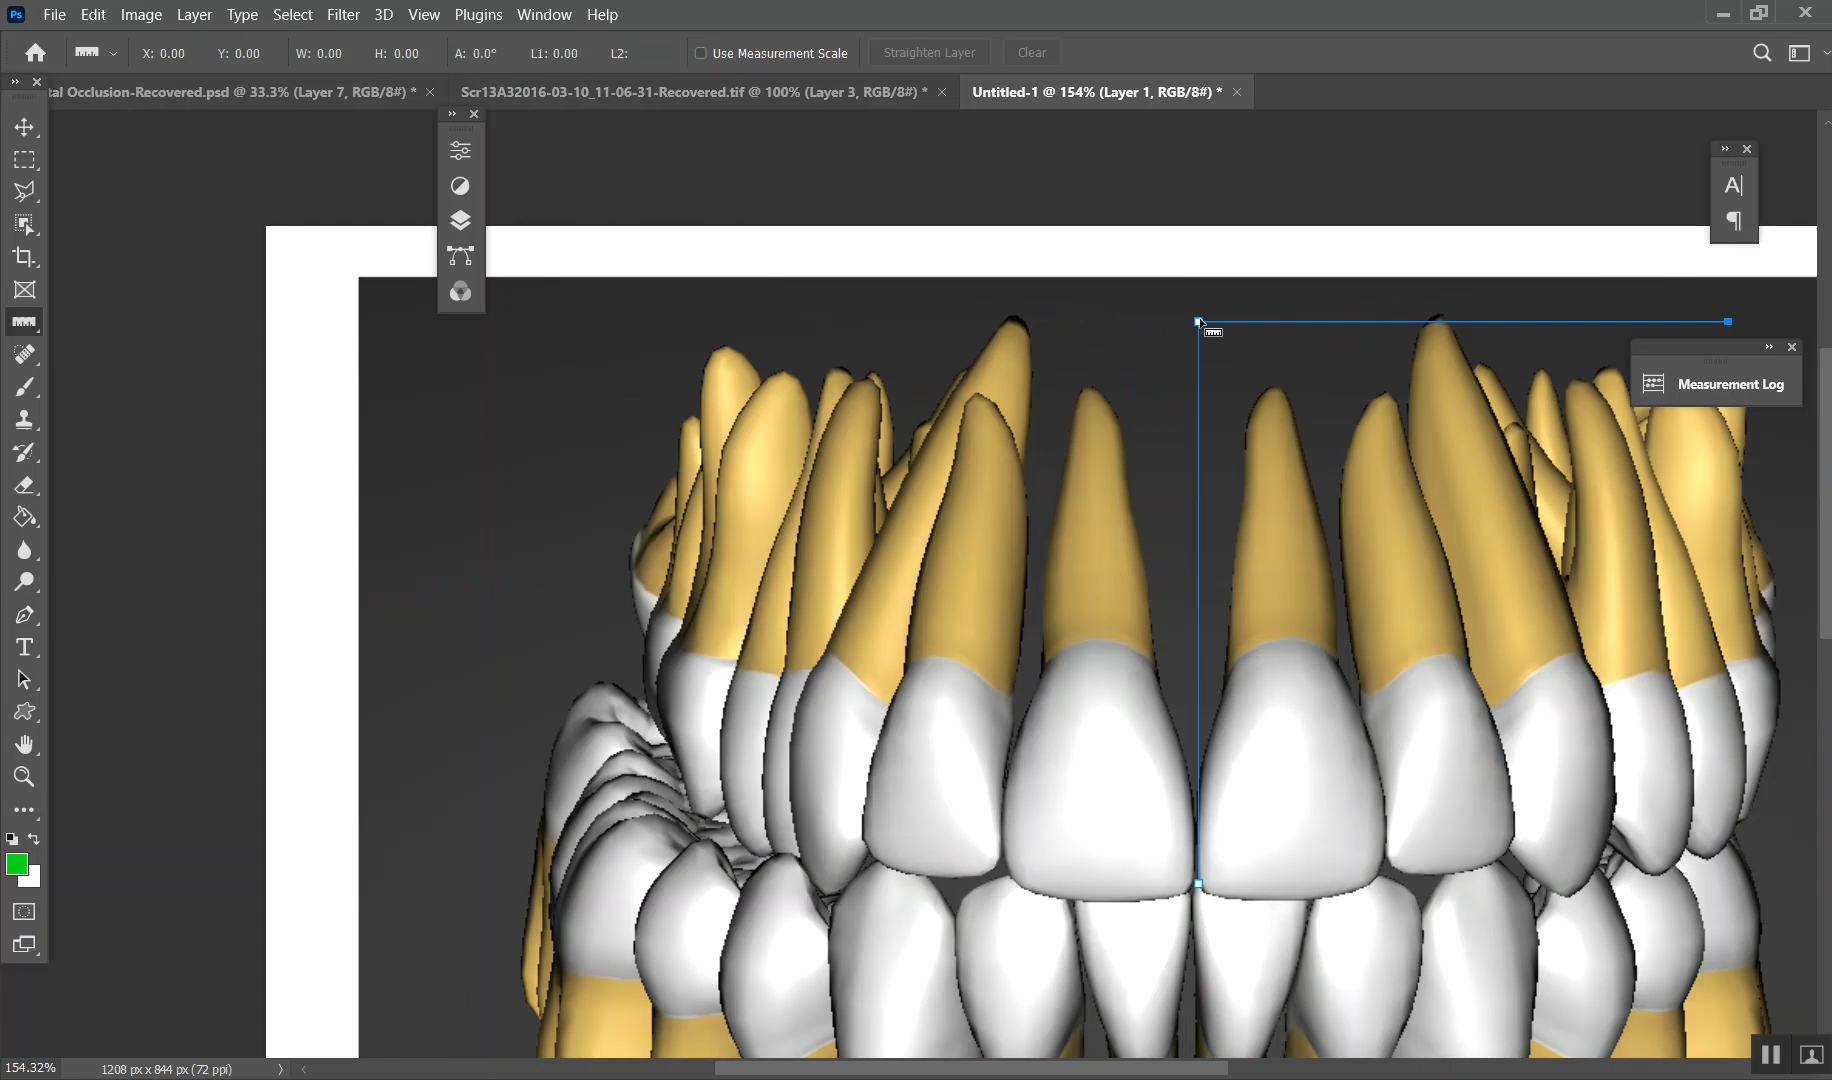 Ps File Edit Image Layer Type Select Filter 3D View Plugins Window Help
X: 0.00 Y: 0.00 W: 0.00 H: 0.00 A: 0.0° L1: 0.00 L2: Use Measurement Scale Straighten Layer Clear
tal Occlusion-Recovered.psd @ 33.3% (Layer 7, RGB/8#) * Scr13A32016-03-10_11-06-31-Recovered.tif @ 100% (Layer 3, RGB/8#) * Untitled-1 @ 154% (Layer 1, RGB/8#) *
Measurement Log
154.32% 1208 px x 844 px (72 ppi)